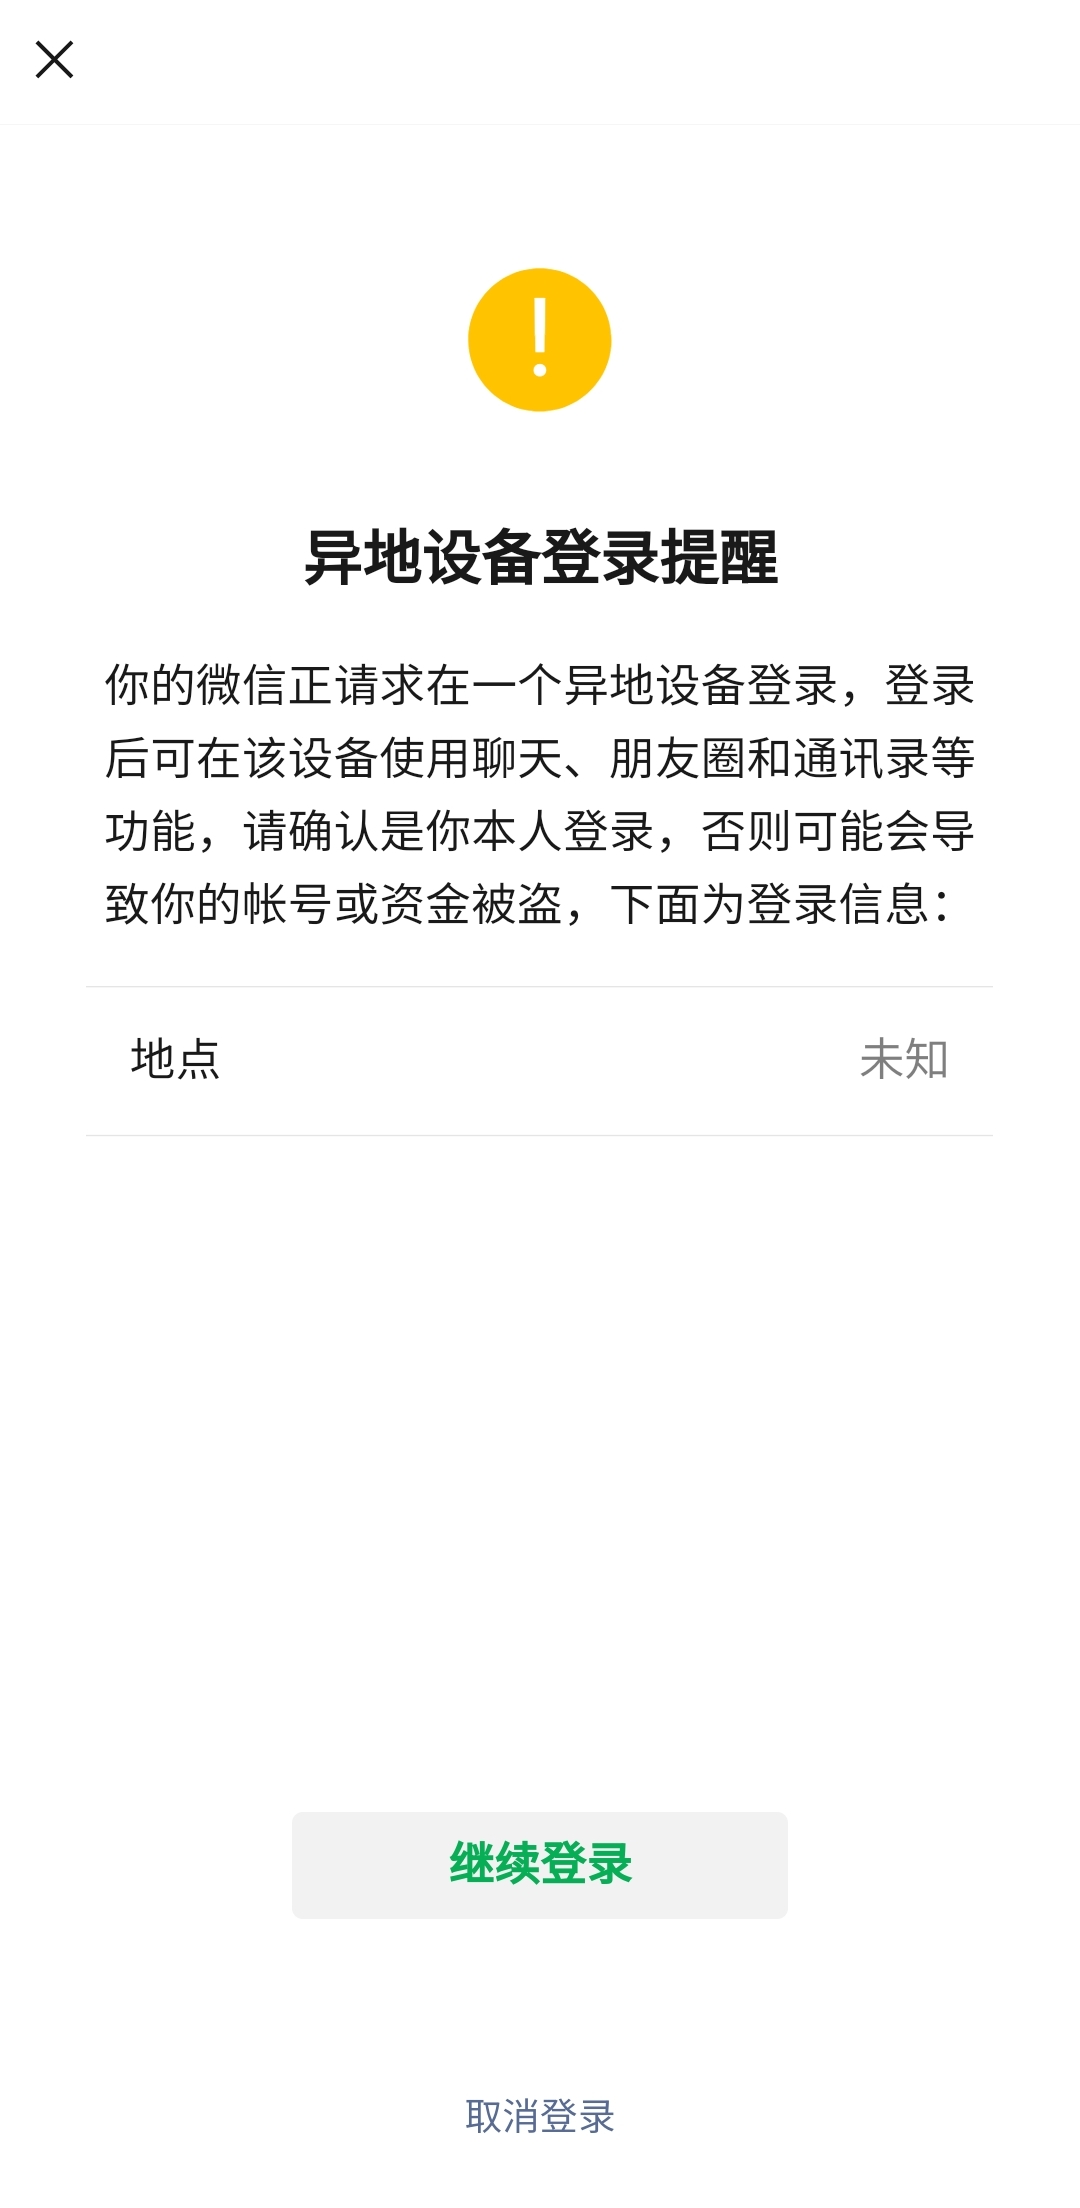 异地设备登录提醒
你的微信正请求在一个异地设备登录，登录
后可在该设备使用聊天、朋友圈和通讯录等
功能，请确认是你本人登录，否则可能会导
致你的帐号或资金被盗，下面为登录信息：
地点 未知
继续登录
取消登录